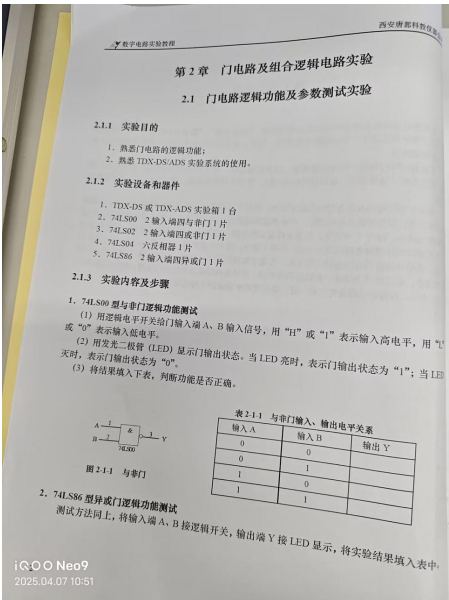 数字电路实验教程
西安唐都科教仪器
第 2 章 门电路及组合逻辑电路实验
2.1 门电路逻辑功能及参数测试实验
2.1.1 实验目的
1．熟悉门电路的逻辑功能；
2．熟悉 TDX-DS/ADS 实验系统的使用。
2.1.2 实验设备和器件
1．TDX-DS 或 TDX-ADS 实验箱 1 台
2．74LS00 2 输入端四与非门 1 片
3．74LS02 2 输入端四或非门 1 片
4．74LS04 六反相器 1 片
5．74LS86 2 输入端四异或门 1 片
2.1.3 实验内容及步骤
1．74LS00 型与非门逻辑功能测试
（1）用逻辑电平开关给门输入端 A、B 输入信号，用 “H” 或 “1” 表示输入高电平，用 “L”
或 “0” 表示输入低电平。
（2）用发光二极管（LED）显示门输出状态。当 LED 亮时，表示门输出状态为 “1”；当 LED
灭时，表示门输出状态为 “0”。
（3）将结果填入下表，判断功能是否正确。
A 1
B 2
&
3 Y
74LS00
图 2-1-1 与非门
表 2-1-1 与非门输入、输出电平关系
输入 A 输入 B 输出 Y
0 0
0 1
1 0
1 1
2．74LS86 型异或门逻辑功能测试
测试方法同上，将输入端 A、B 接逻辑开关，输出端 Y 接 LED 显示，将实验结果填入表中
iQOO Neo9
2025.04.07 10:51